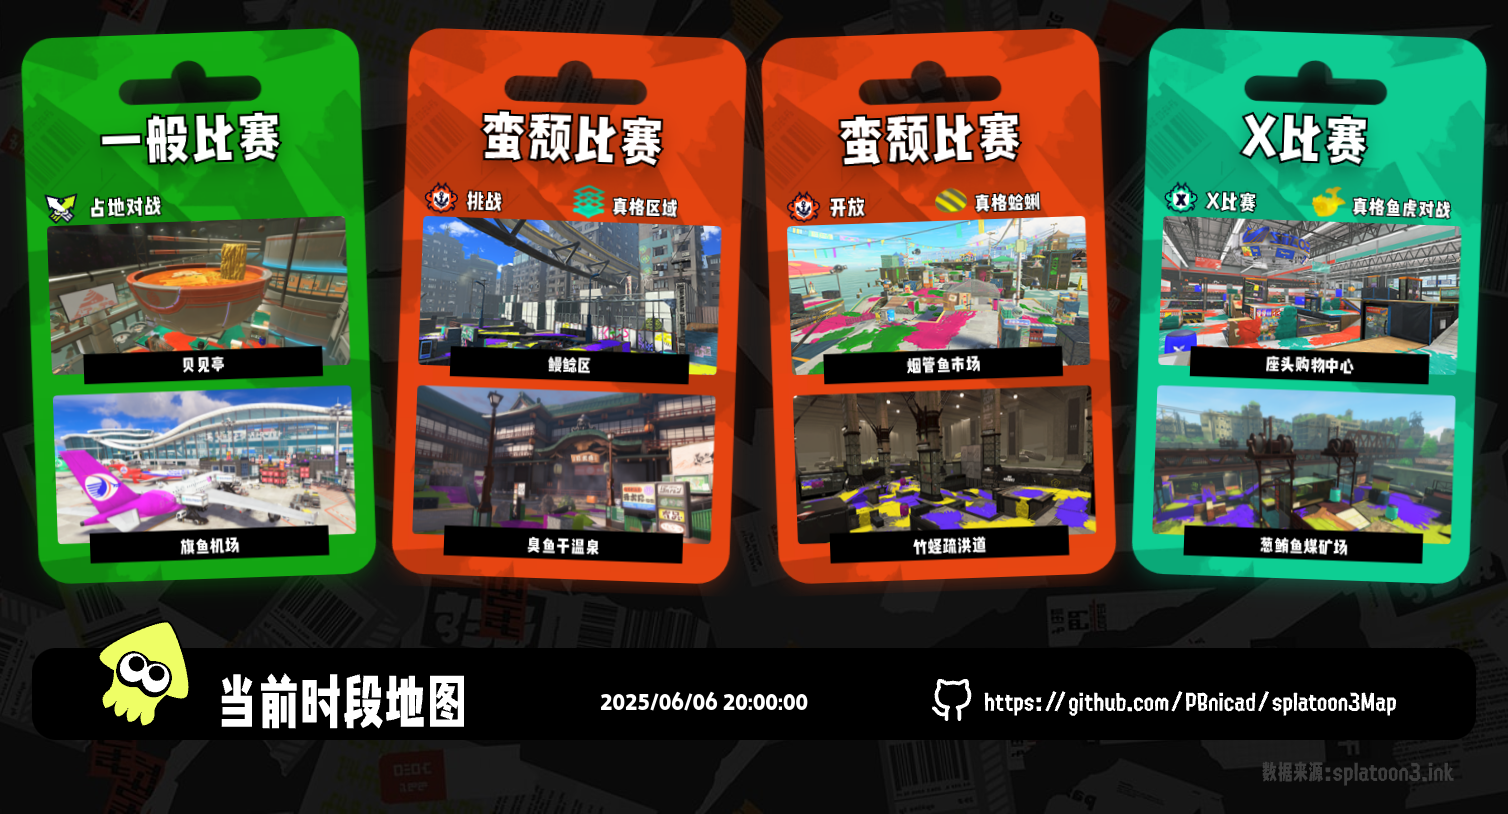 一般比赛
占地对战
贝见亭
旗鱼机场
蛮颓比赛
挑战
真格区域
鳗鲶区
臭鱼干温泉
蛮颓比赛
开放
真格蛤蜊
烟管鱼市场
竹蛏疏洪道
X比赛
X比赛
真格鱼虎对战
座头购物中心
葱鲔鱼煤矿场
当前时段地图
2025/06/06 20:00:00
https://github.com/PBnicad/splatoon3Map
数据来源:splatoon3.ink